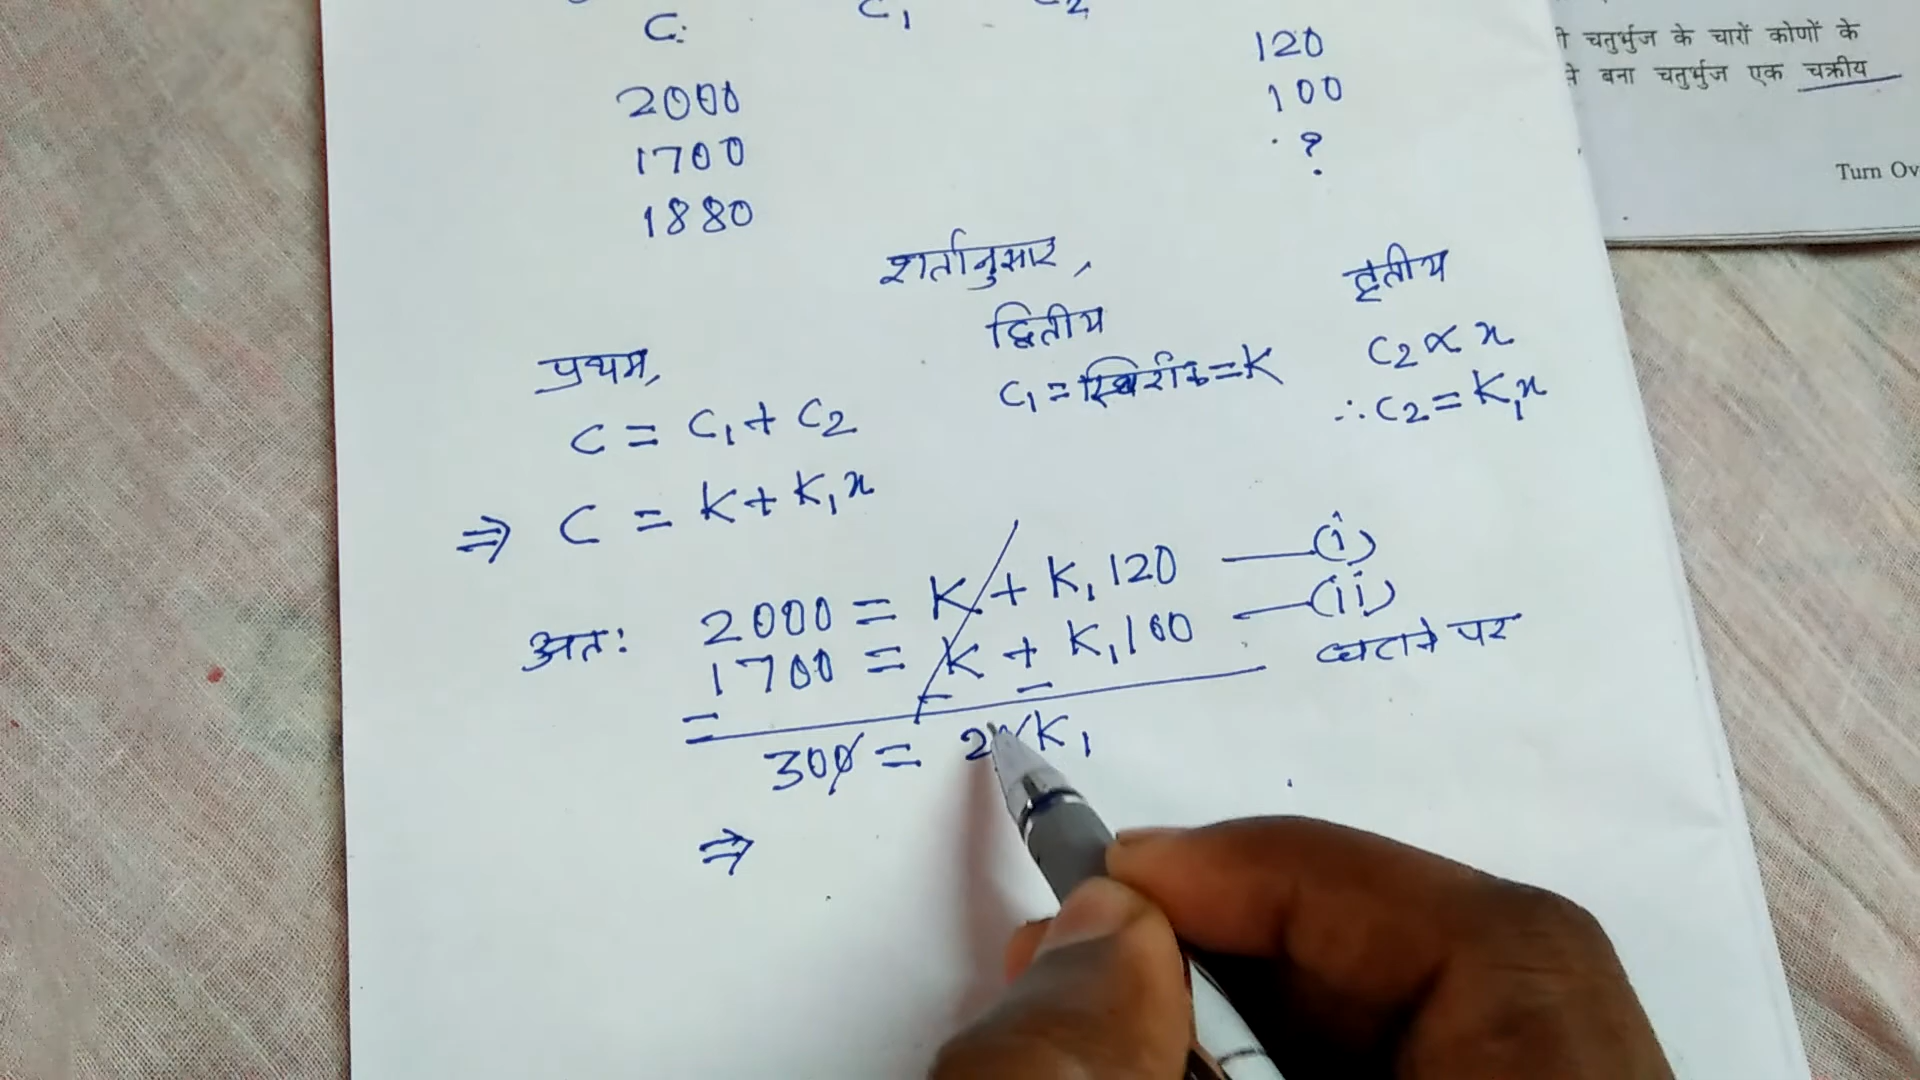 C C₁ C₂
120
2000 100
1700 ?
1880
शर्तानुसार,
प्रथम, द्वितीय तृतीय
C = C₁ + C₂ C₁ = स्थिरांक = K C₂ ∝ x
⇒ C = K + K₁x ∴ C₂ = K₁x
अतः 2000 = K + K₁120 —(i)
1700 = K + K₁100 —(ii)
= - - घटाने पर
300 = 20K₁
⇒
चतुर्भुज के चारों कोणों के
बना चतुर्भुज एक चक्रीय
Turn Ov